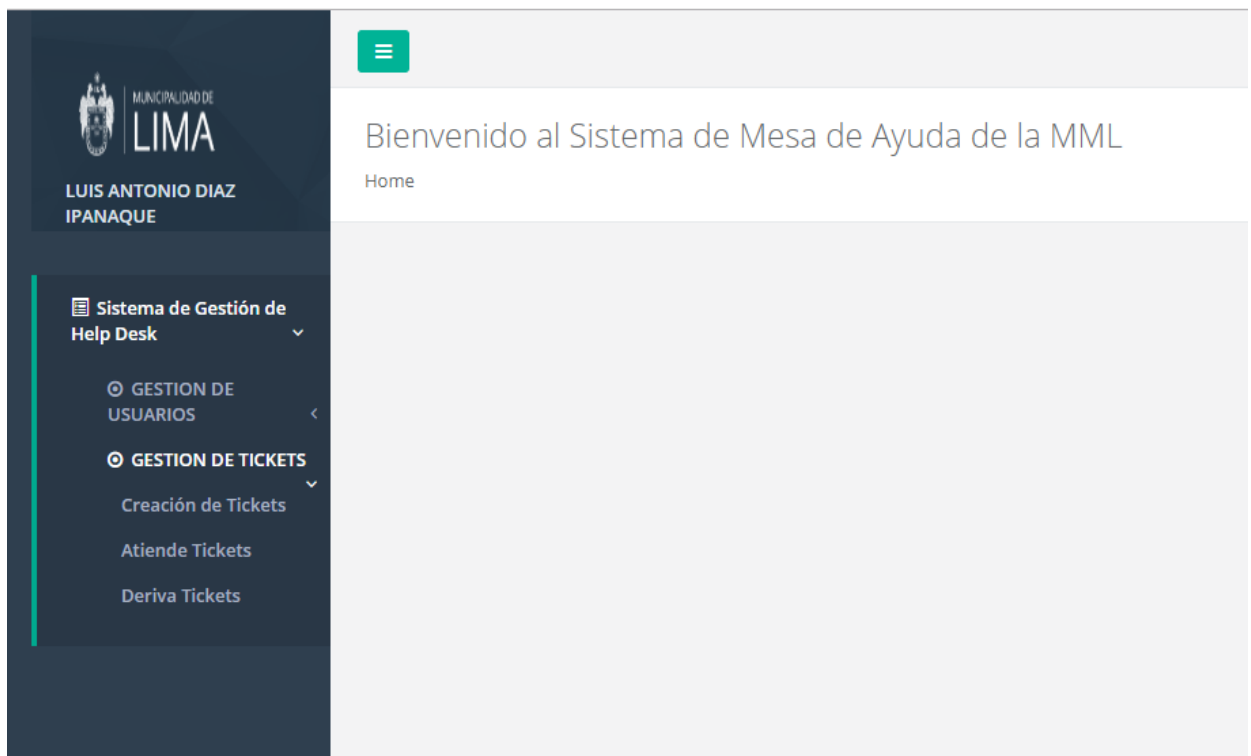 MUNICIPALIDAD DE
LIMA
LUIS ANTONIO DIAZ
IPANAQUE
Sistema de Gestión de
Help Desk
GESTION DE
USUARIOS
GESTION DE TICKETS
Creación de Tickets
Atiende Tickets
Deriva Tickets
Bienvenido al Sistema de Mesa de Ayuda de la MML
Home